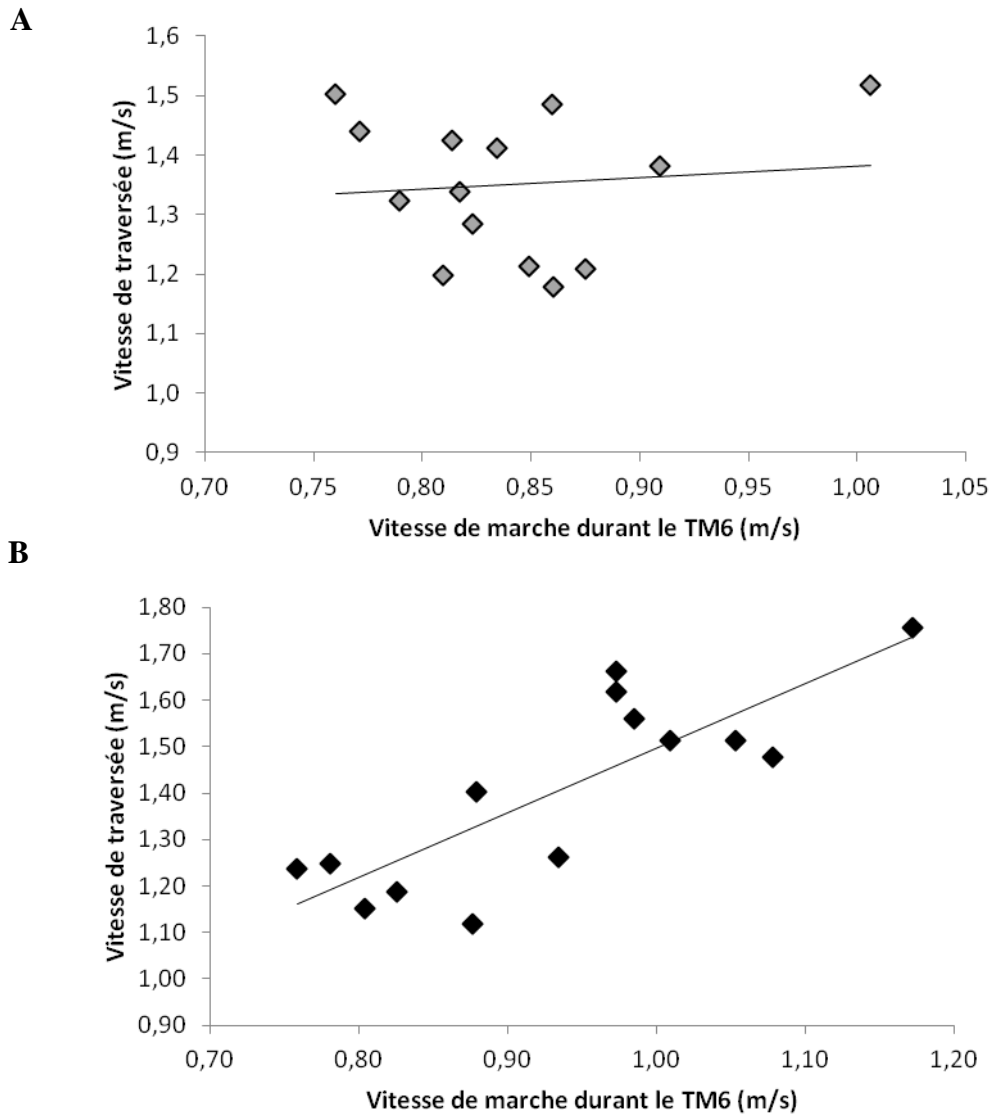 A
Vitesse de traversée (m/s)
1,6
1,5
1,4
1,3
1,2
1,1
1,0
0,9
0,70 0,75 0,80 0,85 0,90 0,95 1,00 1,05
Vitesse de marche durant le TM6 (m/s)
B
Vitesse de traversée (m/s)
1,80
1,70
1,60
1,50
1,40
1,30
1,20
1,10
1,00
0,90
0,70 0,80 0,90 1,00 1,10 1,20
Vitesse de marche durant le TM6 (m/s)